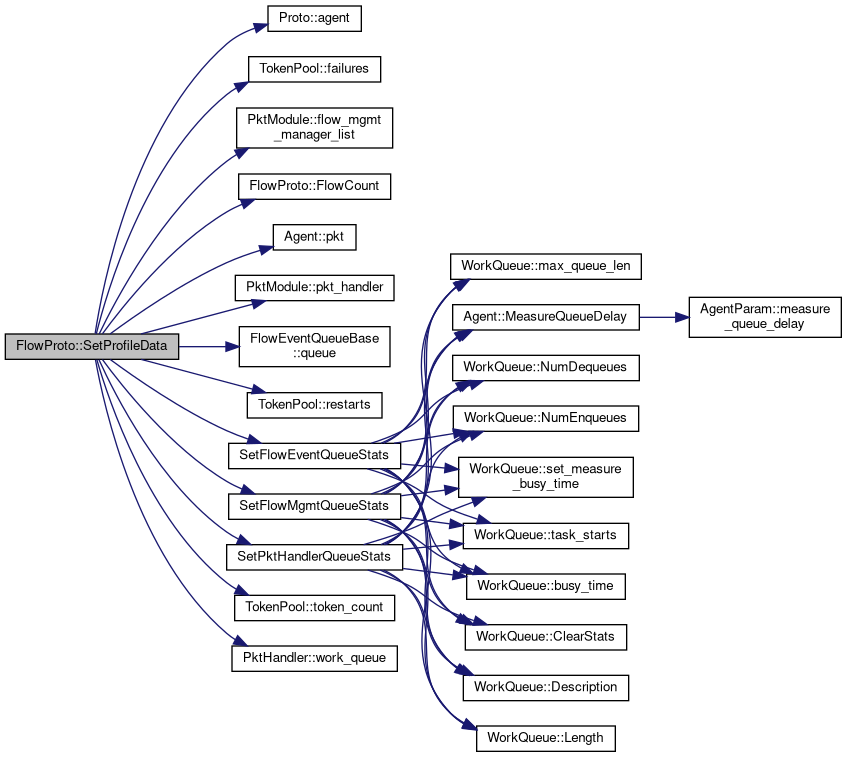 FlowProto::SetProfileData
Proto::agent
TokenPool::failures
PktModule::flow_mgmt
_manager_list
FlowProto::FlowCount
Agent::pkt
PktModule::pkt_handler
FlowEventQueueBase
::queue
TokenPool::restarts
SetFlowEventQueueStats
SetFlowMgmtQueueStats
SetPktHandlerQueueStats
TokenPool::token_count
PktHandler::work_queue
WorkQueue::max_queue_len
Agent::MeasureQueueDelay
WorkQueue::NumDequeues
WorkQueue::NumEnqueues
WorkQueue::set_measure
_busy_time
WorkQueue::task_starts
WorkQueue::busy_time
WorkQueue::ClearStats
WorkQueue::Description
WorkQueue::Length
AgentParam::measure
_queue_delay